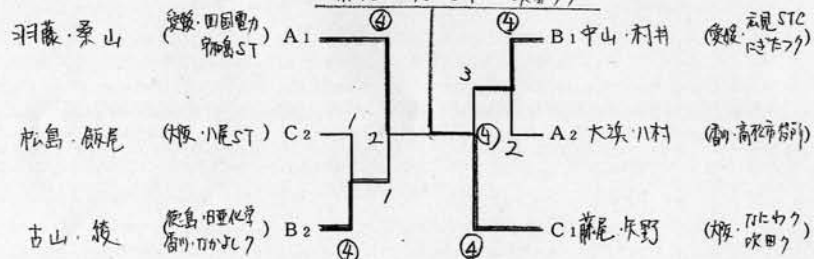 ④ ④
羽藤・桑山 (愛媛・四国電力 宇和島ST) A1
B1 中山・村井 (愛媛・広見STC にぎたつク)
3
松島・飯尾 (大阪・八尾ST) C2 1
2 ④ 2
A2 大浜・八村 (香川・高松市役所)
1
古山・綾 (徳島・日亜化学 香川・なかよしク) B2 ④
④ C1 藤尾・矢野 (大阪・なにわク 吹田ク)